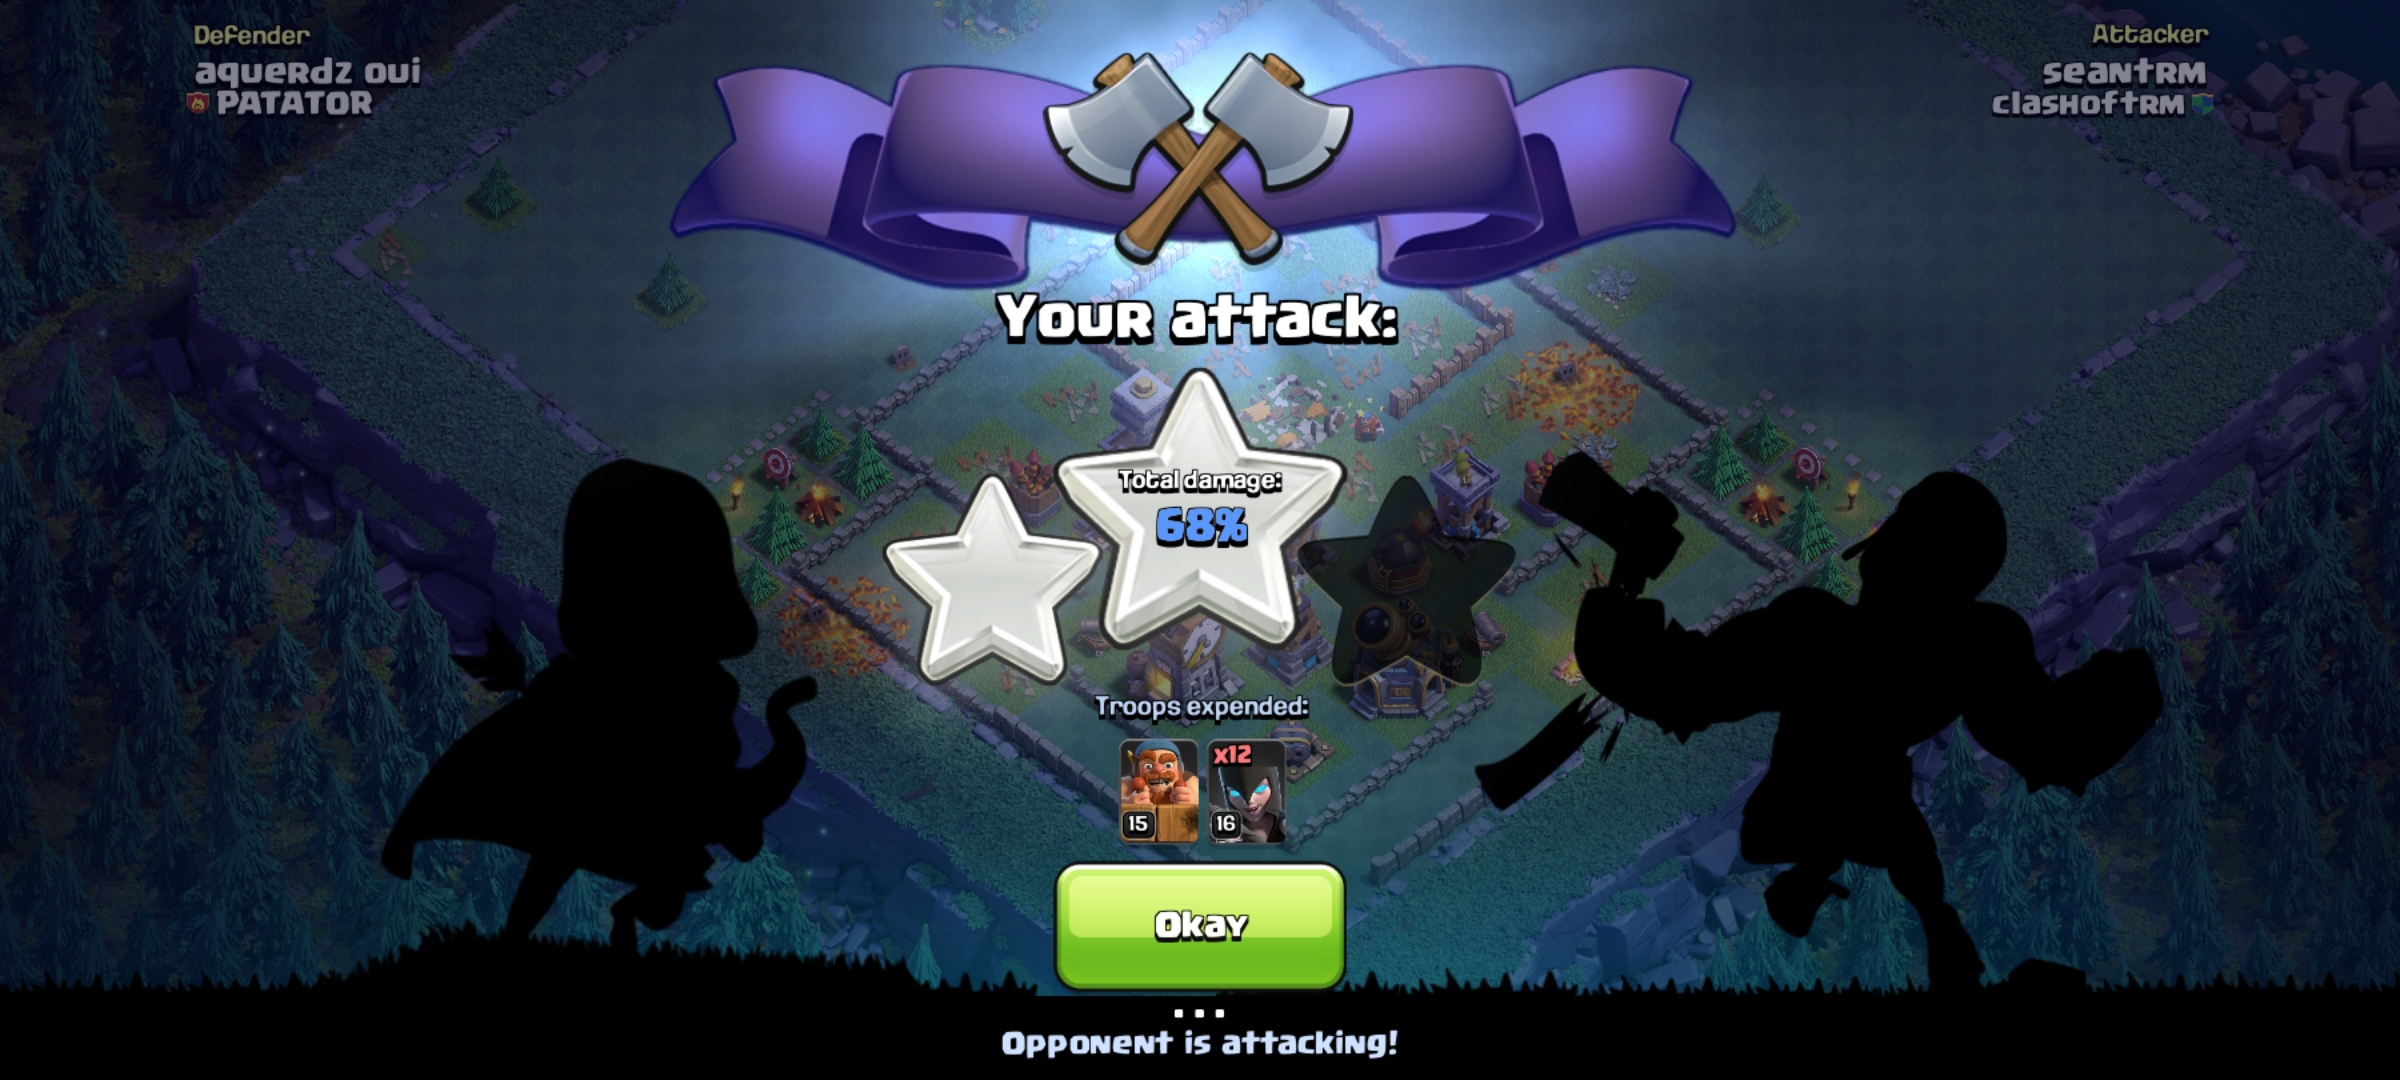 Defender
aquerdz oui
PATATOR
Attacker
seantrm
clashoftrm
Your attack:
Total damage:
68%
Troops expended:
x12
15
16
Okay
...
Opponent is attacking!